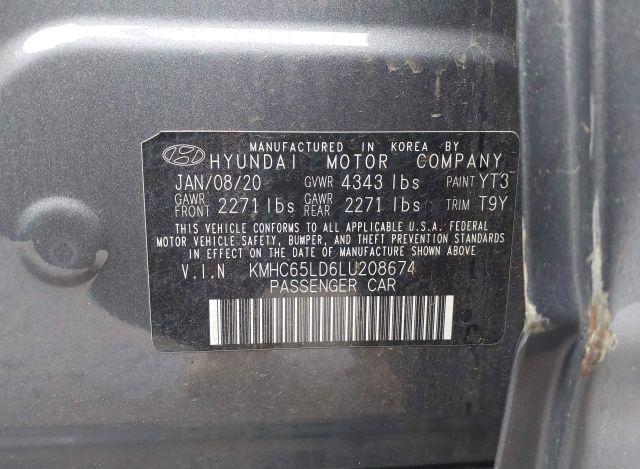 MANUFACTURED IN KOREA BY
HYUNDAI MOTOR COMPANY
JAN/08/20 GVWR 4343 lbs PAINT YT3
GAWR FRONT 2271 lbs GAWR REAR 2271 lbs TRIM T9Y
THIS VEHICLE CONFORMS TO ALL APPLICABLE U.S.A. FEDERAL
MOTOR VEHICLE SAFETY, BUMPER, AND THEFT PREVENTION STANDARDS
IN EFFECT ON THE DATE OF MANUFACTURE SHOWN ABOVE
V.I.N KMHC65LD6LU208674
PASSENGER CAR